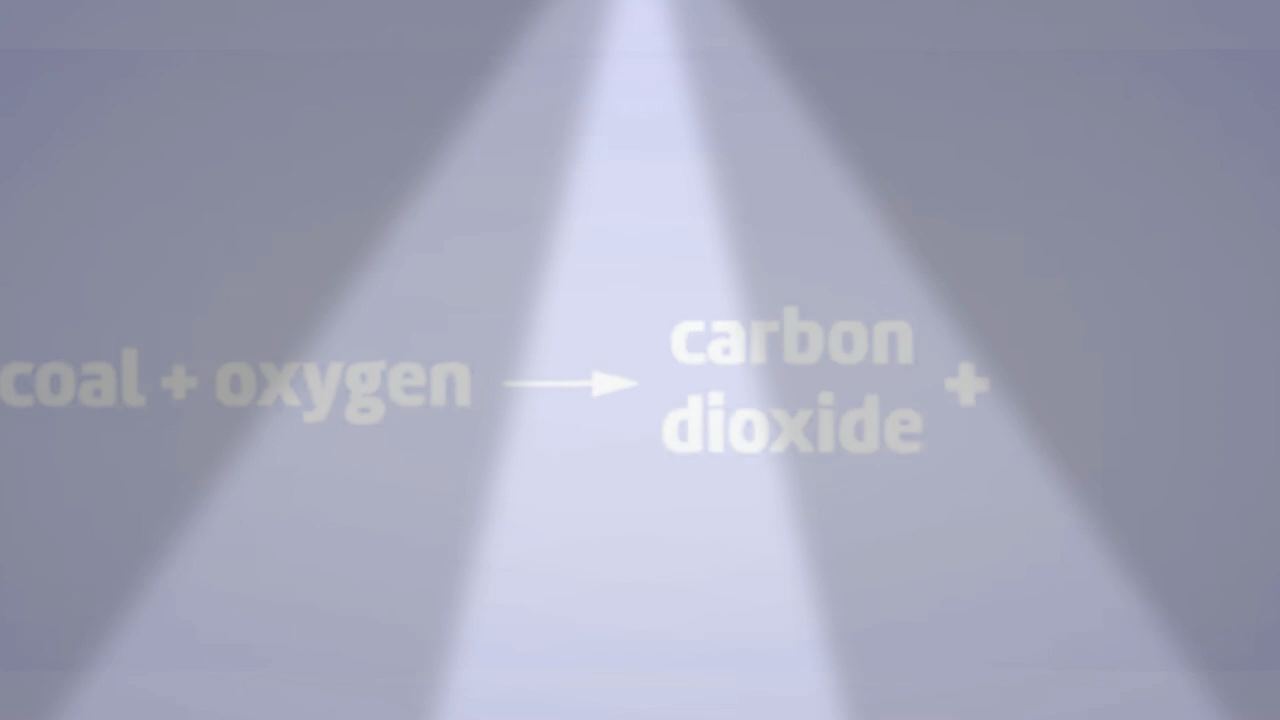 coal + oxygen → carbon dioxide +